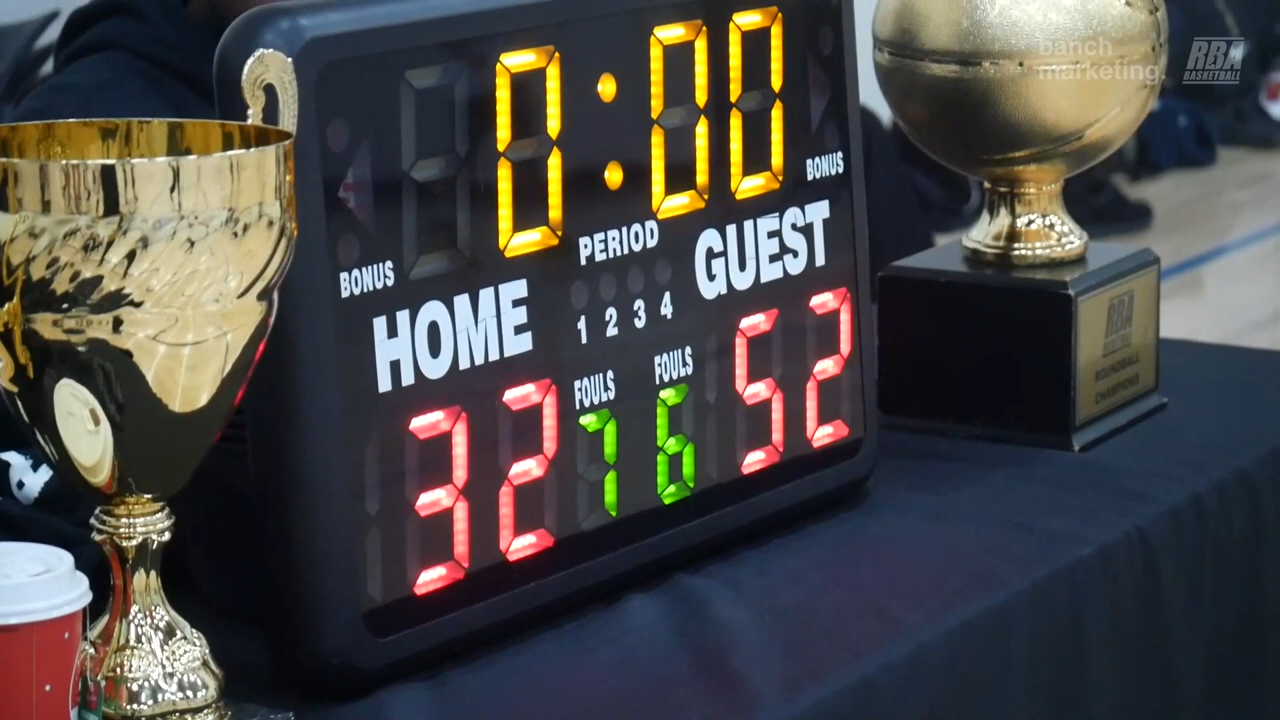 0:00
BONUS
BONUS
PERIOD
HOME
GUEST
1 2 3 4
FOULS
FOULS
32
7
6
52
banch
marketing.
RBA
BASKETBALL
RBA
ROUNDBALL
CHAMPIONS